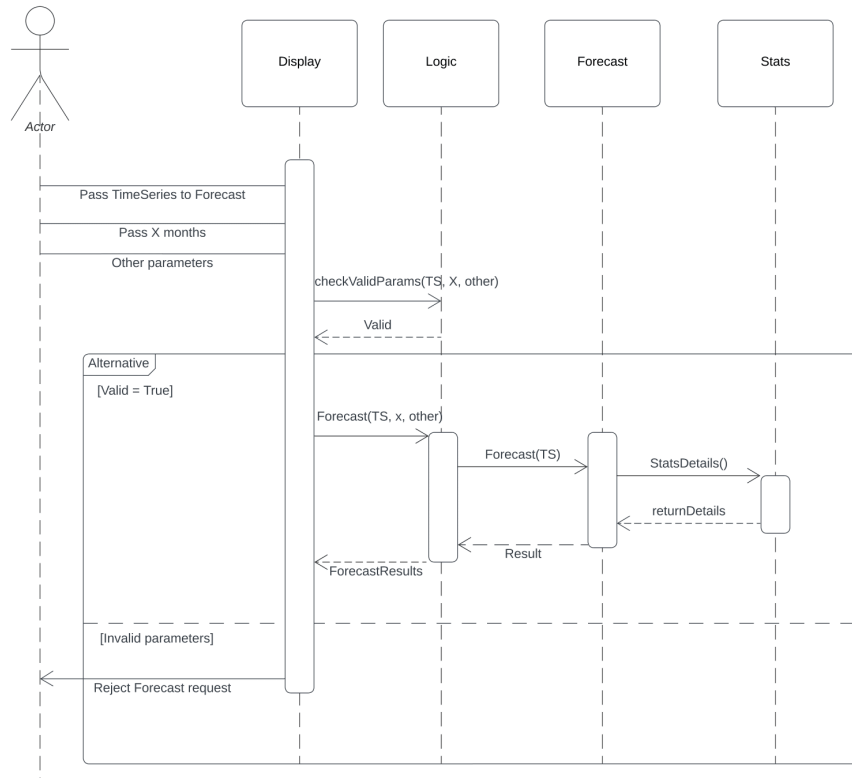 Actor
Display
Logic
Forecast
Stats
Pass TimeSeries to Forecast
Pass X months
Other parameters
checkValidParams(TS, X, other)
Valid
Alternative
[Valid = True]
Forecast(TS, x, other)
Forecast(TS)
StatsDetails()
returnDetails
Result
ForecastResults
[Invalid parameters]
Reject Forecast request